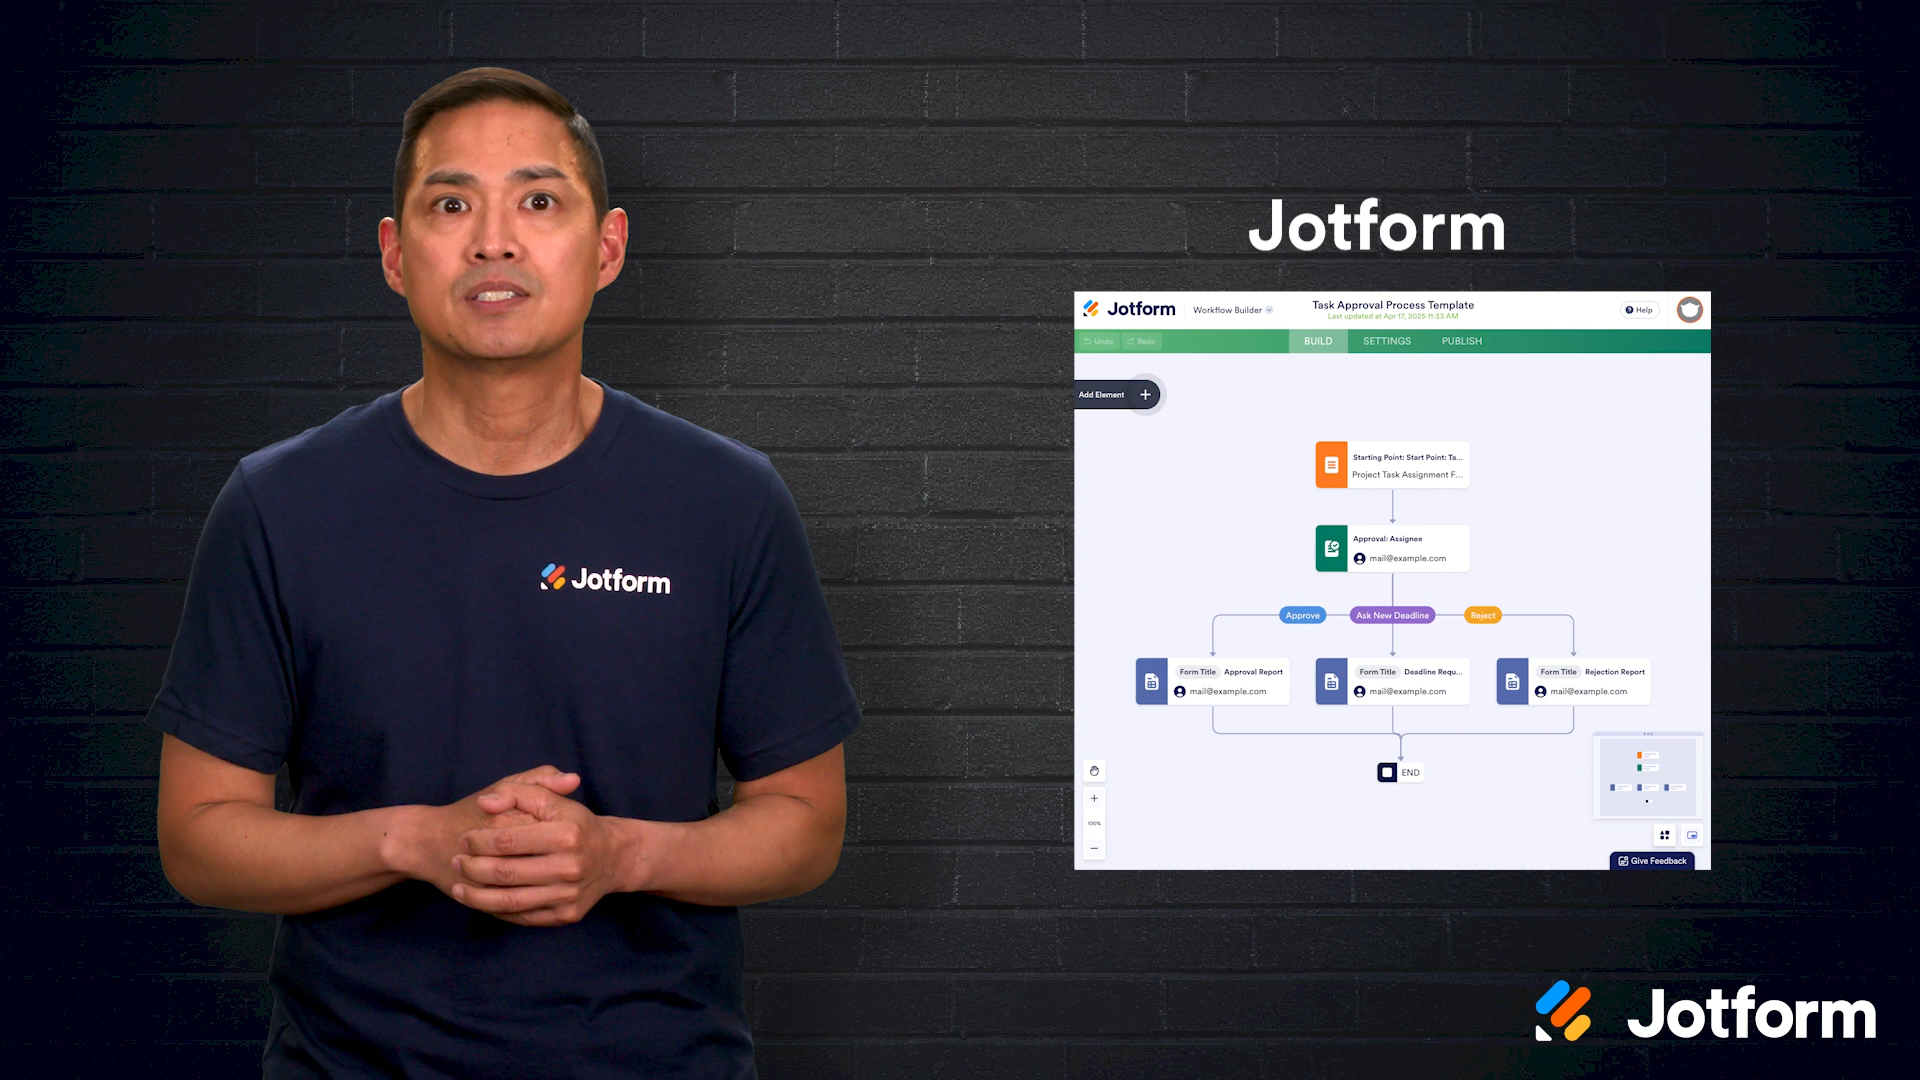 Jotform
Jotform
Jotform
Workflow Builder
Task Approval Process Template
Last updated at Apr 17, 2025 11:33 AM
Help
Undo
Redo
BUILD
SETTINGS
PUBLISH
Add Element
Starting Point: Start Point: Ta...
Project Task Assignment F...
Approval: Assignee
mail@example.com
Approve
Ask New Deadline
Reject
Form Title Approval Report
mail@example.com
Form Title Deadline Requ...
mail@example.com
Form Title Rejection Report
mail@example.com
END
100%
Give Feedback
Jotform